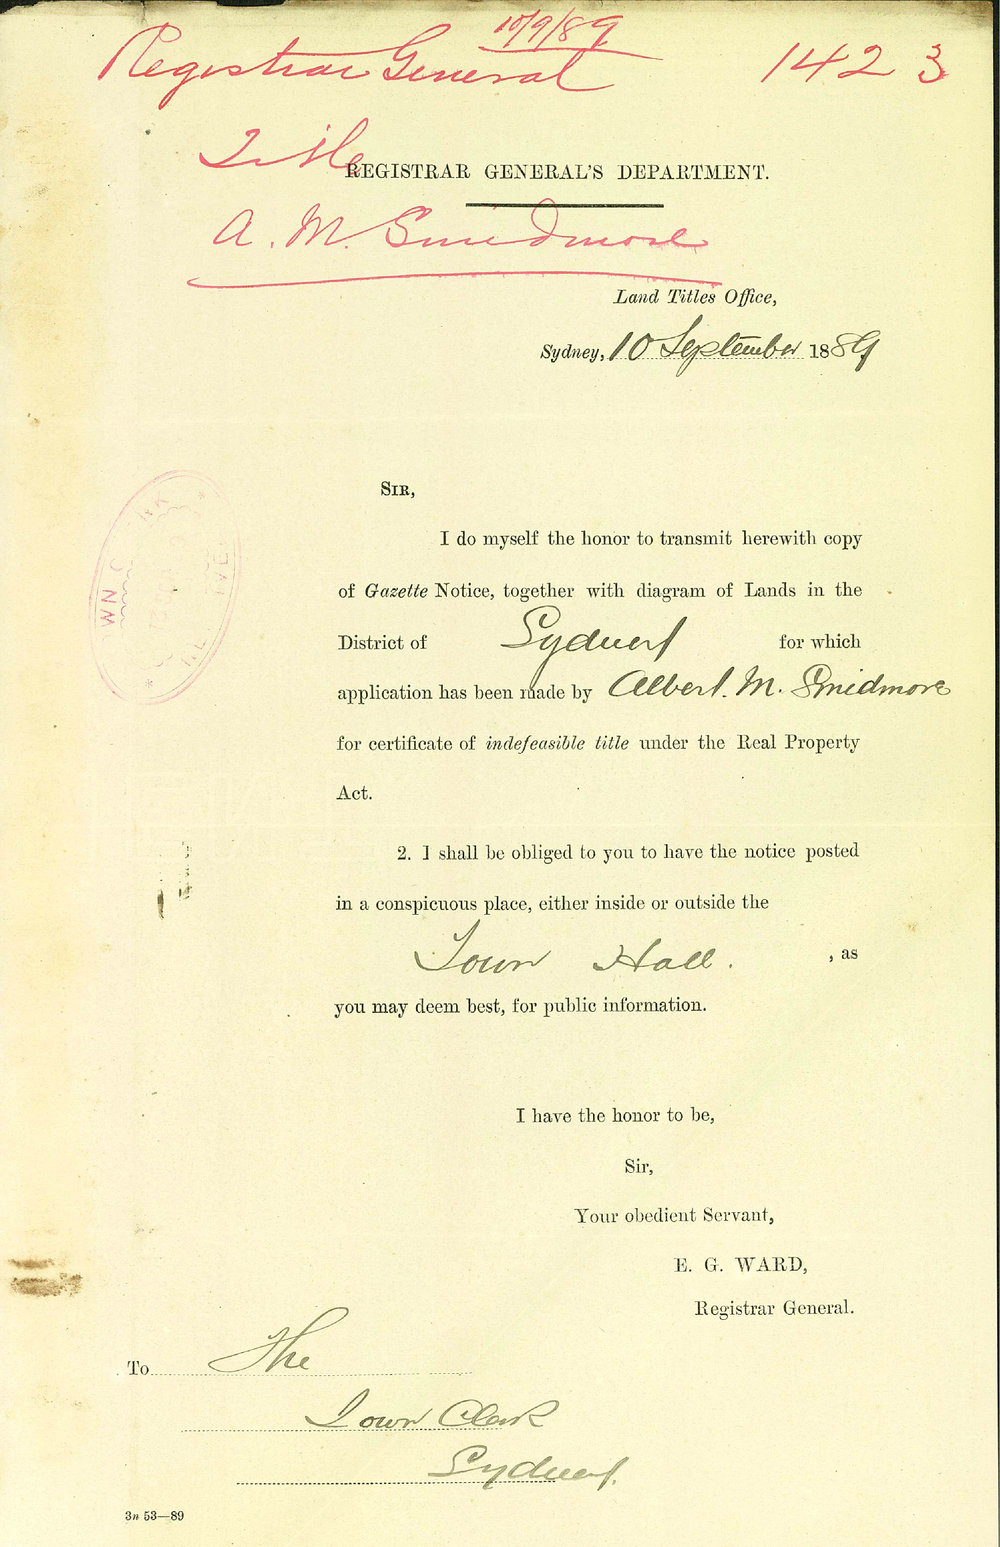 10/9/89
Registrar General 1423
Title
REGISTRAR GENERAL'S DEPARTMENT.
A. M. Smidmore
Land Titles Office,
Sydney, 10 September 1889
SIR,
I do myself the honor to transmit herewith copy
of Gazette Notice, together with diagram of Lands in the
District of Sydney for which
application has been made by Albert. M. Smidmore
for certificate of indefeasible title under the Real Property
Act.
2. I shall be obliged to you to have the notice posted
in a conspicuous place, either inside or outside the
Town Hall. , as
you may deem best, for public information.
I have the honor to be,
Sir,
Your obedient Servant,
E. G. WARD,
Registrar General.
To The
Town Clerk
Sydney.
3n 53—89